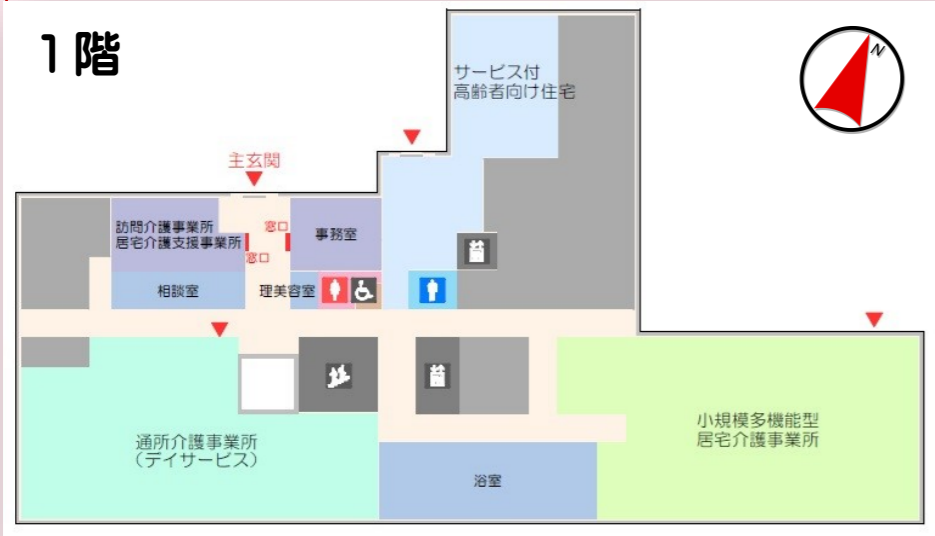 1階
N
サービス付
高齢者向け住宅
主玄関
訪問介護事業所
居宅介護支援事業所
窓口
窓口
事務室
相談室
理美容室
通所介護事業所
（デイサービス）
浴室
小規模多機能型
居宅介護事業所